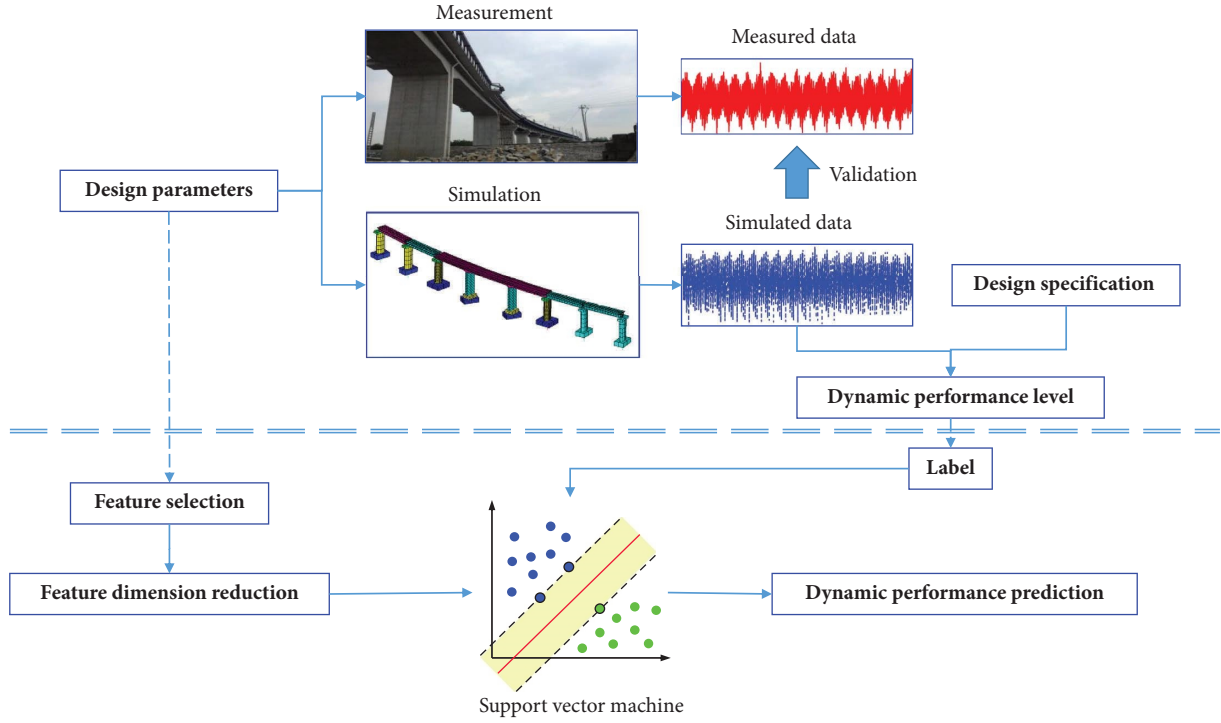 Measurement
Measured data
Design parameters
Validation
Simulation
Simulated data
Design specification
Dynamic performance level
Label
Feature selection
Feature dimension reduction
Dynamic performance prediction
Support vector machine